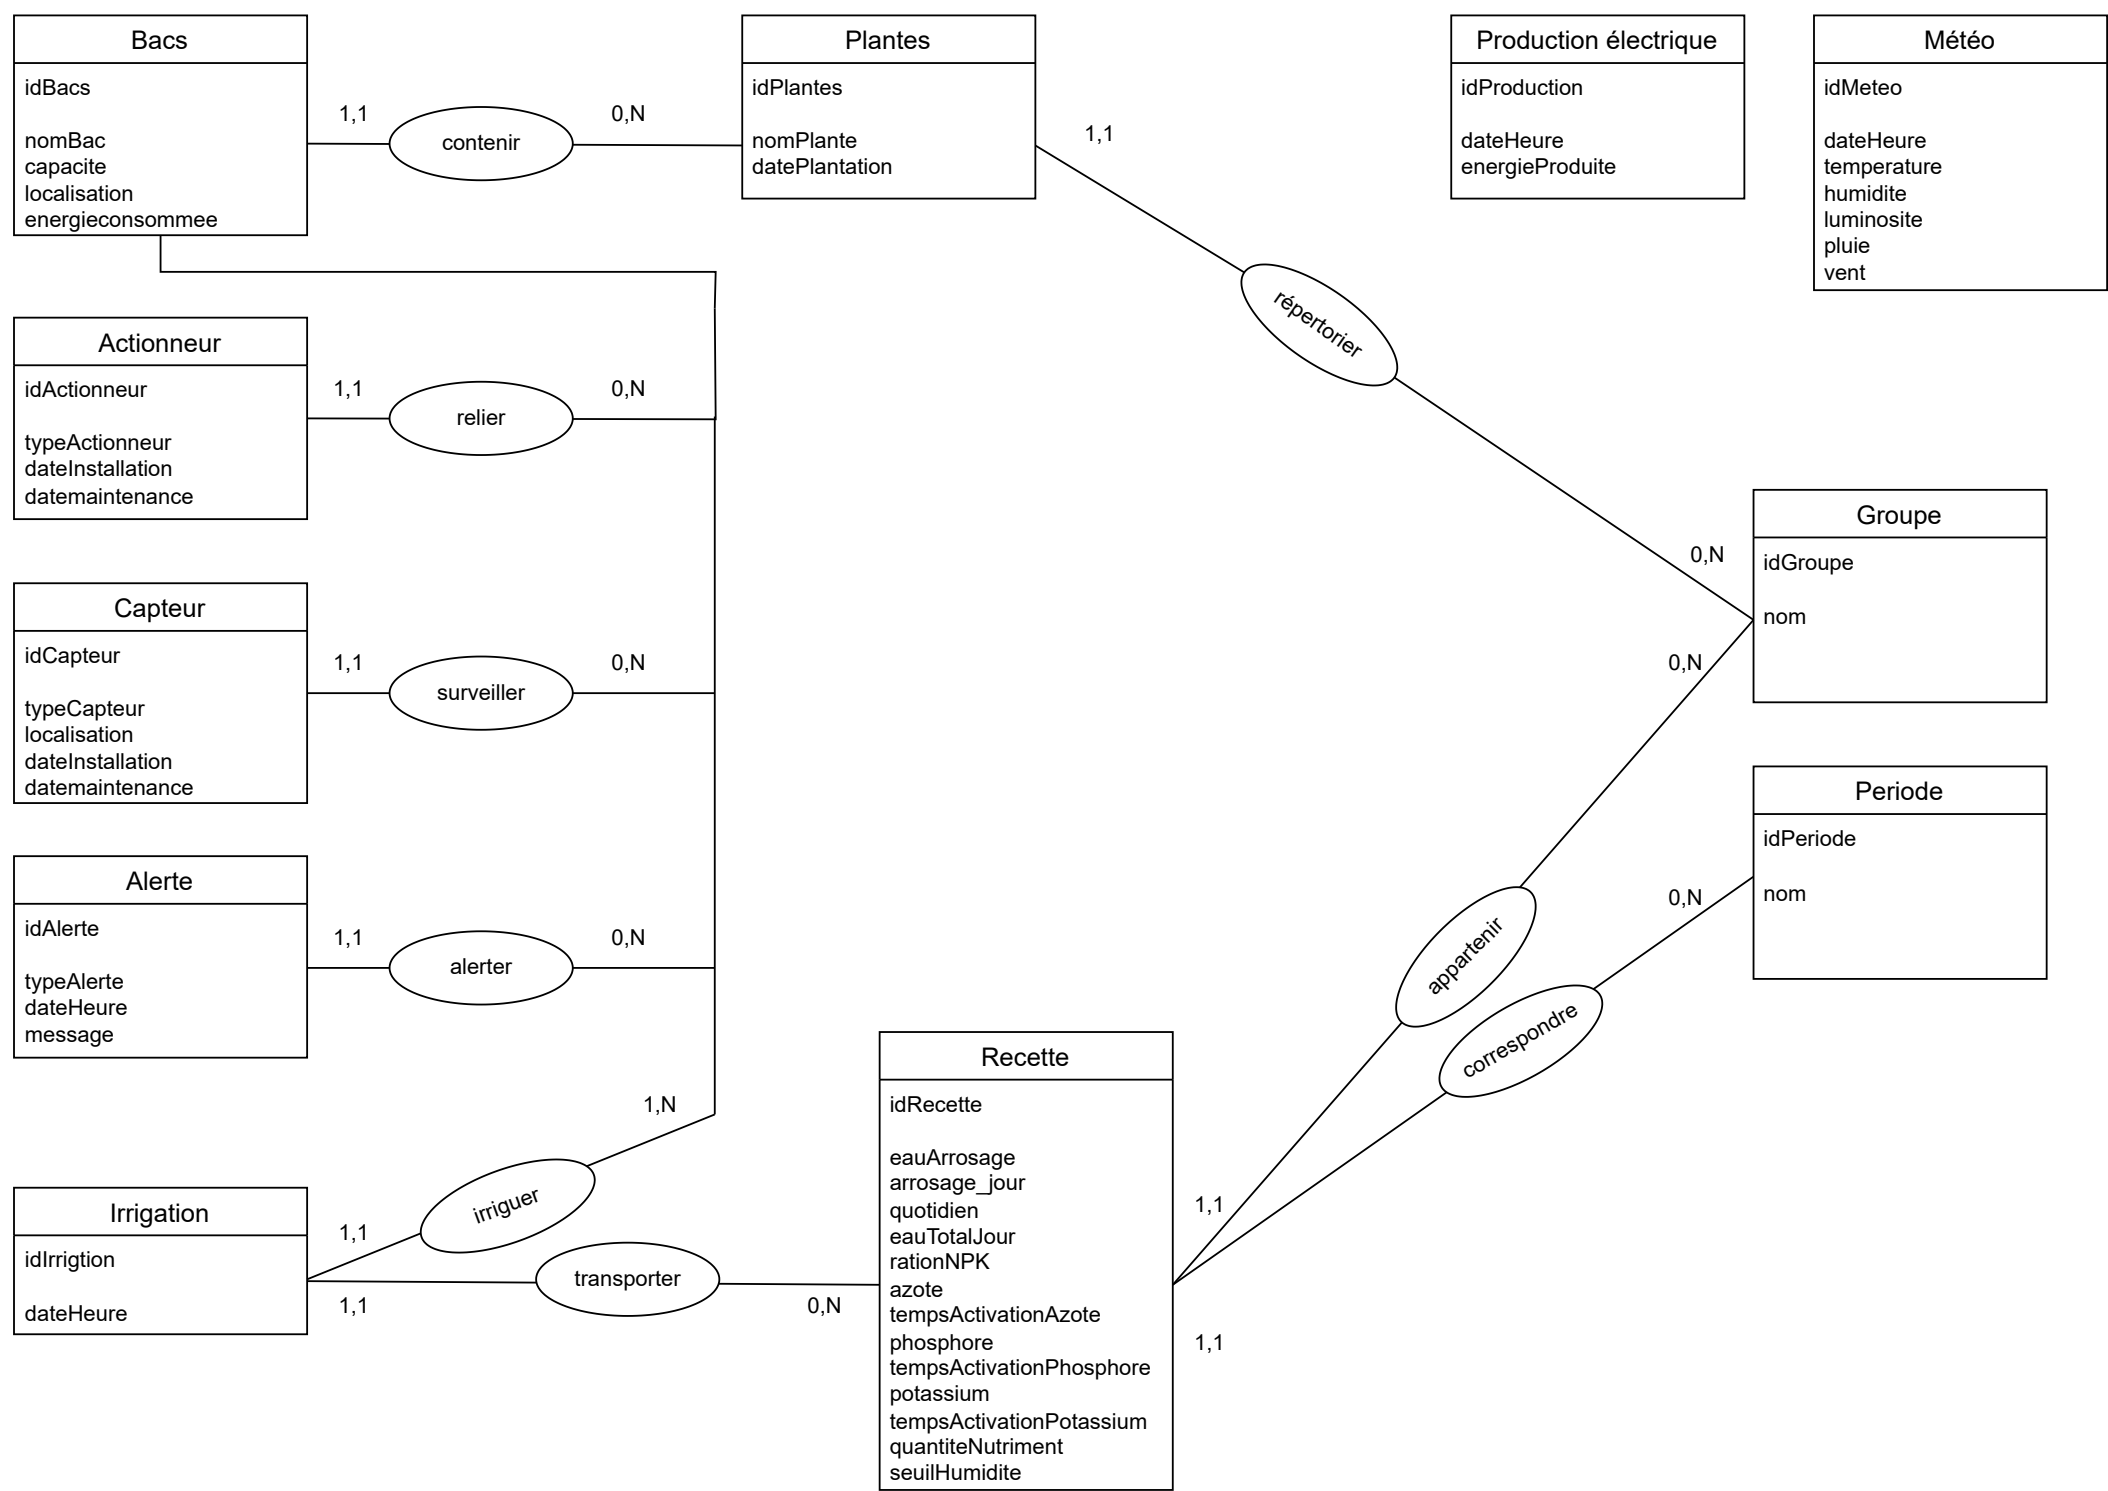 Bacs
idBacs
nomBac
capacite
localisation
energieconsommee
1,1
contenir
0,N
Plantes
idPlantes
nomPlante
datePlantation
1,1
répertorier
0,N
Production électrique
idProduction
dateHeure
energieProduite
Météo
idMeteo
dateHeure
temperature
humidite
luminosite
pluie
vent
Actionneur
idActionneur
typeActionneur
dateInstallation
datemaintenance
1,1
relier
0,N
Groupe
idGroupe
nom
0,N
Capteur
idCapteur
typeCapteur
localisation
dateInstallation
datemaintenance
1,1
surveiller
0,N
Periode
idPeriode
nom
0,N
Alerte
idAlerte
typeAlerte
dateHeure
message
1,1
alerter
0,N
appartenir
correspondre
1,N
irriguer
1,1
Irrigation
idIrrigtion
dateHeure
1,1
transporter
0,N
Recette
idRecette
eauArrosage
arrosage_jour
quotidien
eauTotalJour
rationNPK
azote
tempsActivationAzote
phosphore
tempsActivationPhosphore
potassium
tempsActivationPotassium
quantiteNutriment
seuilHumidite
1,1
1,1